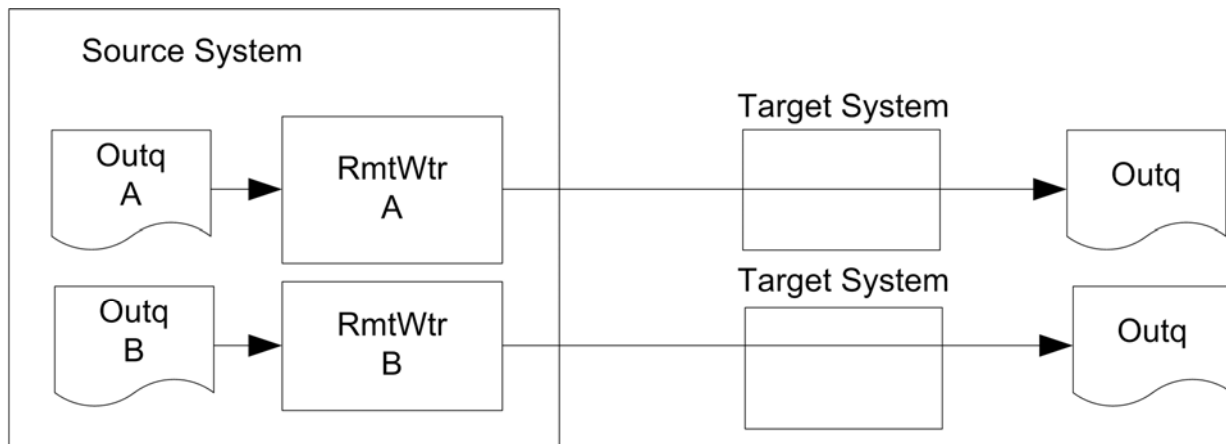 Source System
Outq
A
RmtWtr
A
Target System
Outq
Outq
B
RmtWtr
B
Target System
Outq